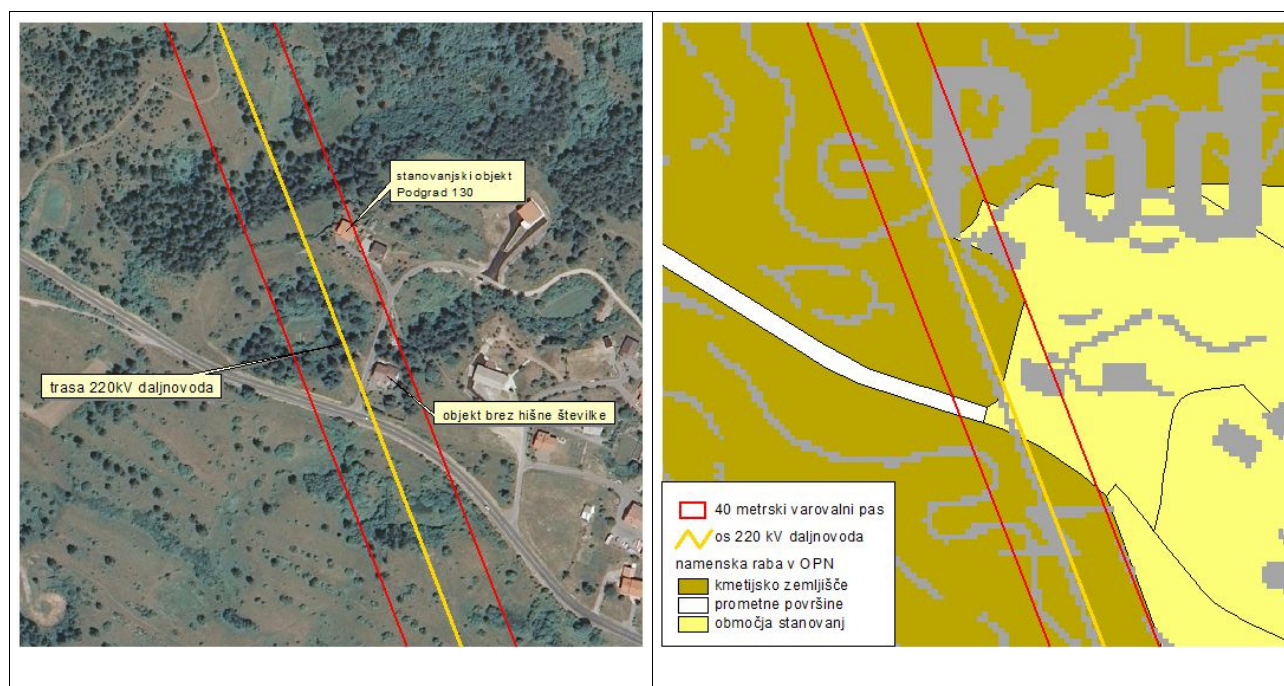 stanovanjski objekt
Podgrad 130
trasa 220kV daljnovoda
objekt brez hišne številke
Pod
40 metrski varovalni pas
os 220 kV daljnovoda
namenska raba v OPN
kmetijsko zemljišče
prometne površine
območja stanovanj